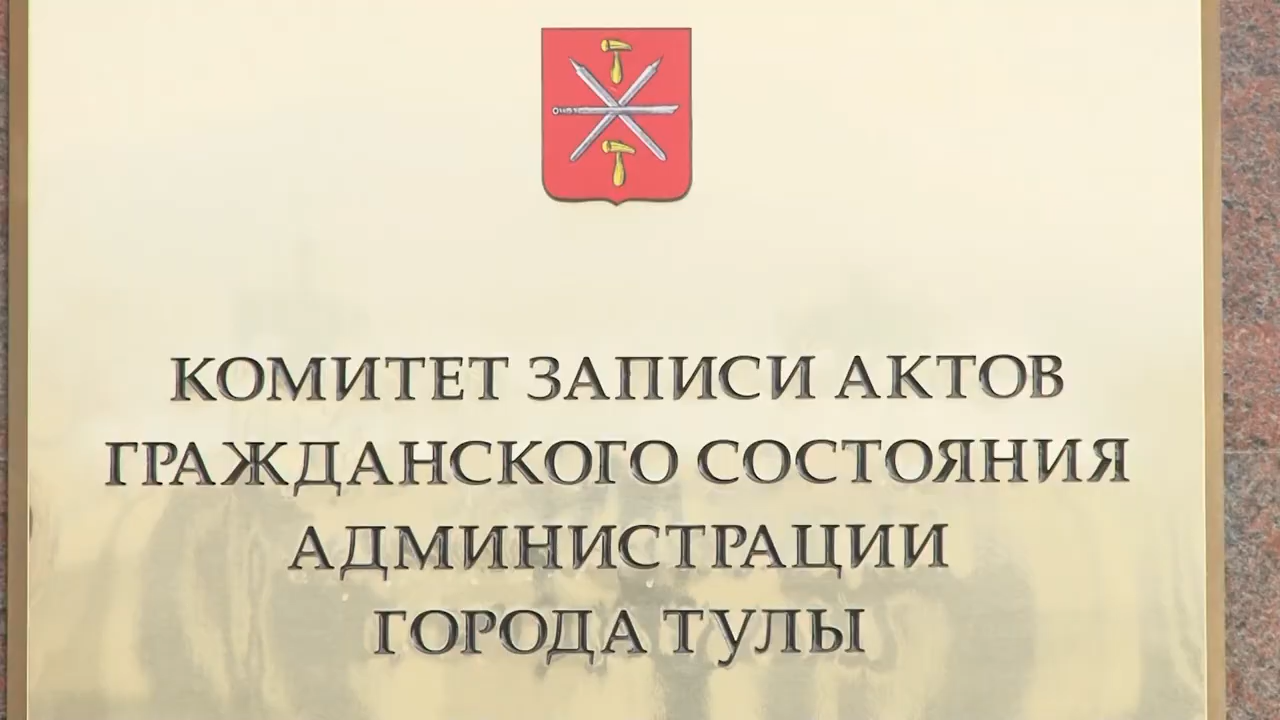 КОМИТЕТ ЗАПИСИ АКТОВ
ГРАЖДАНСКОГО СОСТОЯНИЯ
АДМИНИСТРАЦИИ
ГОРОДА ТУЛЫ